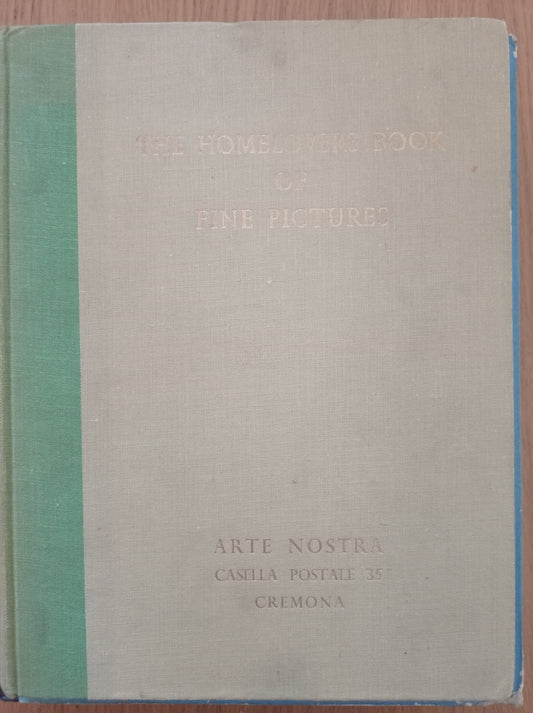 THE HOMELOVERS BOOK
OF
FINE PICTURES
ARTE NOSTRA
CASELLA POSTALE 35
CREMONA